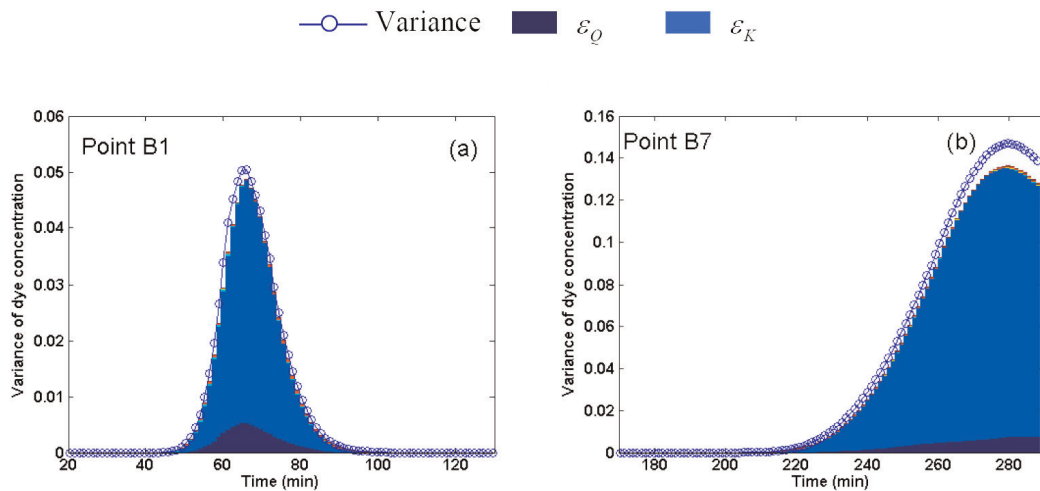 Variance ε_Q ε_K
Point B1 (a)
Variance of dye concentration
0.06
0.05
0.04
0.03
0.02
0.01
0
20 40 60 80 100 120
Time (min)
Point B7 (b)
Variance of dye concentration
0.16
0.14
0.12
0.1
0.08
0.06
0.04
0.02
0
180 200 220 240 260 280
Time (min)